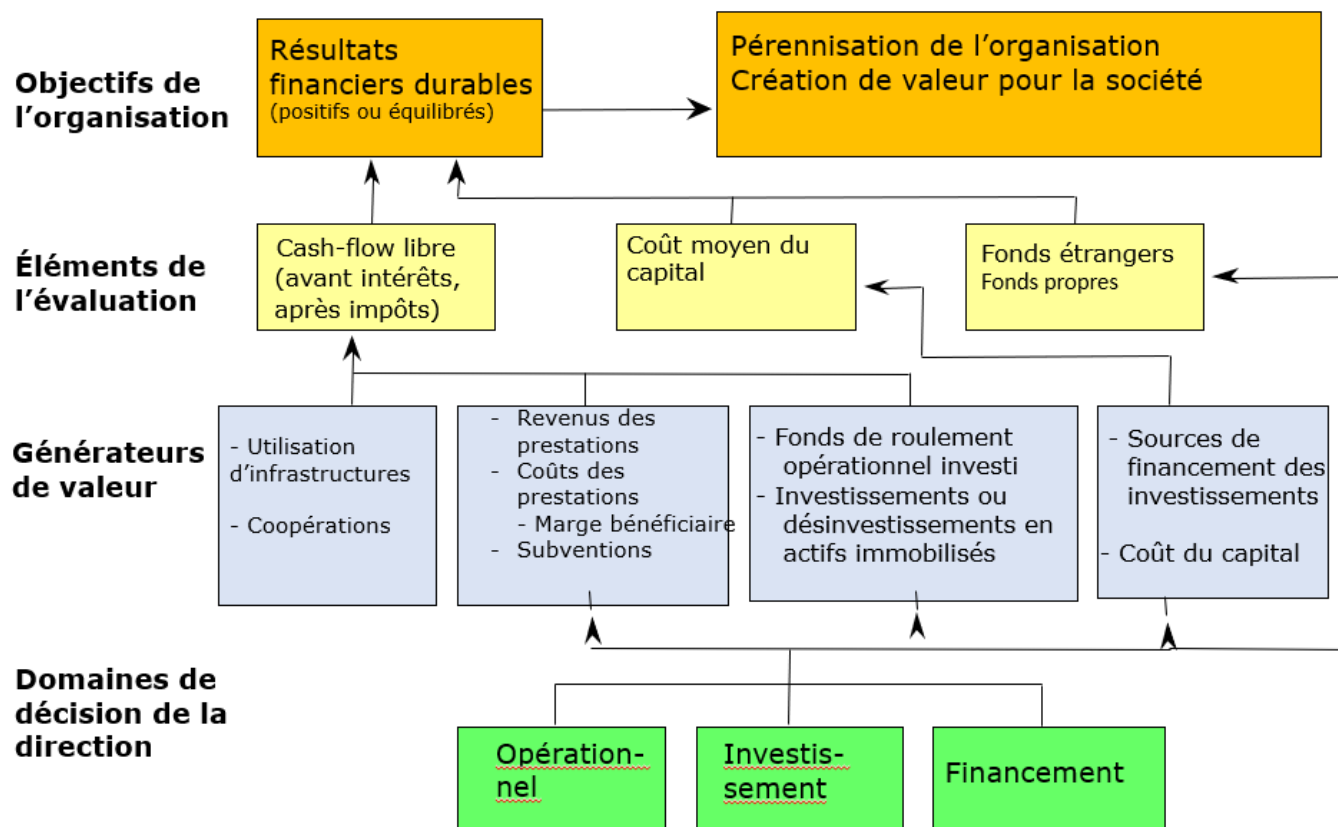 Objectifs de
l’organisation
Résultats
financiers durables
(positifs ou équilibrés)
Pérennisation de l’organisation
Création de valeur pour la société
Éléments de
l’évaluation
Cash-flow libre
(avant intérêts,
après impôts)
Coût moyen du
capital
Fonds étrangers
Fonds propres
Générateurs
de valeur
- Utilisation
d’infrastructures
- Coopérations
- Revenus des
prestations
- Coûts des
prestations
- Marge bénéficiaire
- Subventions
- Fonds de roulement
opérationnel investi
- Investissements ou
désinvestissements en
actifs immobilisés
- Sources de
financement des
investissements
- Coût du capital
Domaines de
décision de la
direction
Opération-
nel
Investis-
sement
Financement